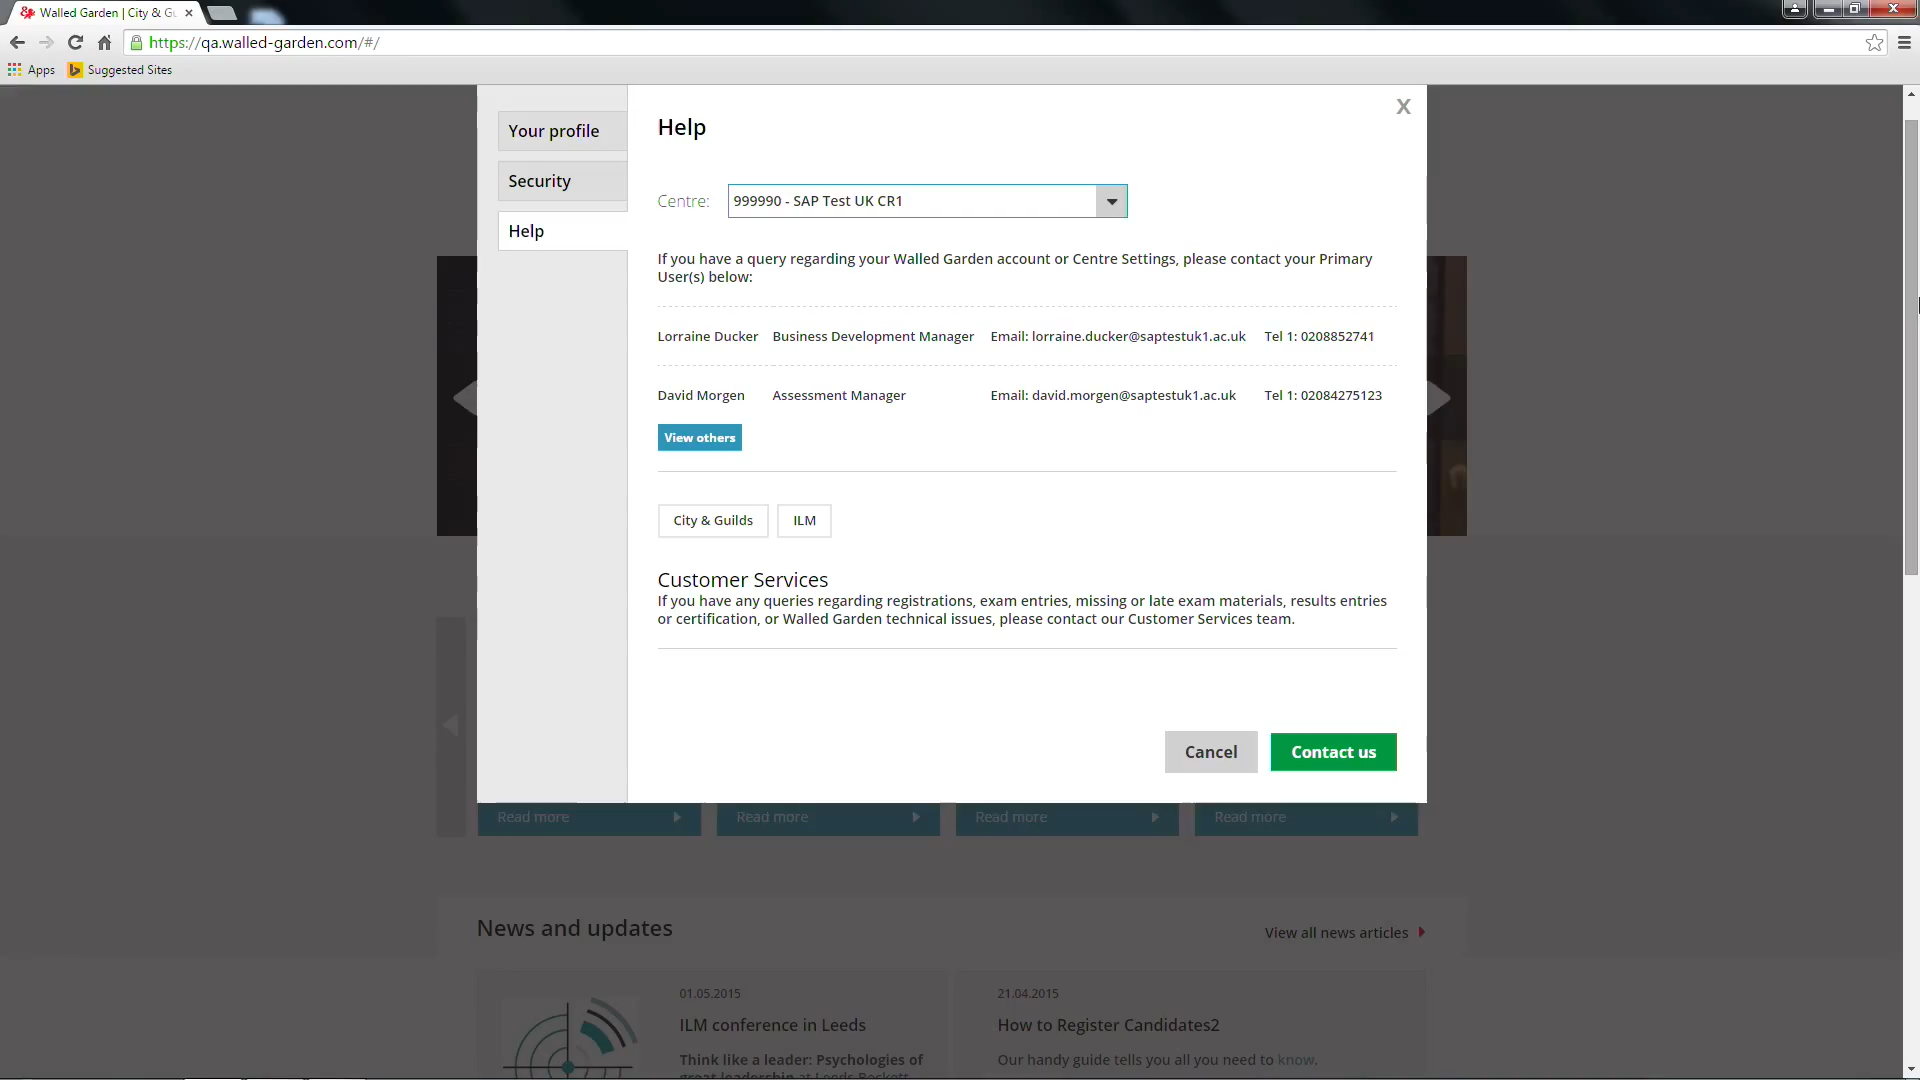 Walled Garden | City & Gu
https://qa.walled-garden.com/#/
Apps
Suggested Sites
Your profile
Security
Help
X
Help
Centre: 999990 - SAP Test UK CR1
If you have a query regarding your Walled Garden account or Centre Settings, please contact your Primary
User(s) below:
Lorraine Ducker Business Development Manager Email: lorraine.ducker@saptestuk1.ac.uk Tel 1: 0208852741
David Morgen Assessment Manager Email: david.morgen@saptestuk1.ac.uk Tel 1: 02084275123
View others
City & Guilds ILM
Customer Services
If you have any queries regarding registrations, exam entries, missing or late exam materials, results entries
or certification, or Walled Garden technical issues, please contact our Customer Services team.
Cancel Contact us
Read more Read more Read more Read more
News and updates
View all news articles
01.05.2015
ILM conference in Leeds
Think like a leader: Psychologies of
great leadership at Leeds Beckett
21.04.2015
How to Register Candidates2
Our handy guide tells you all you need to know.